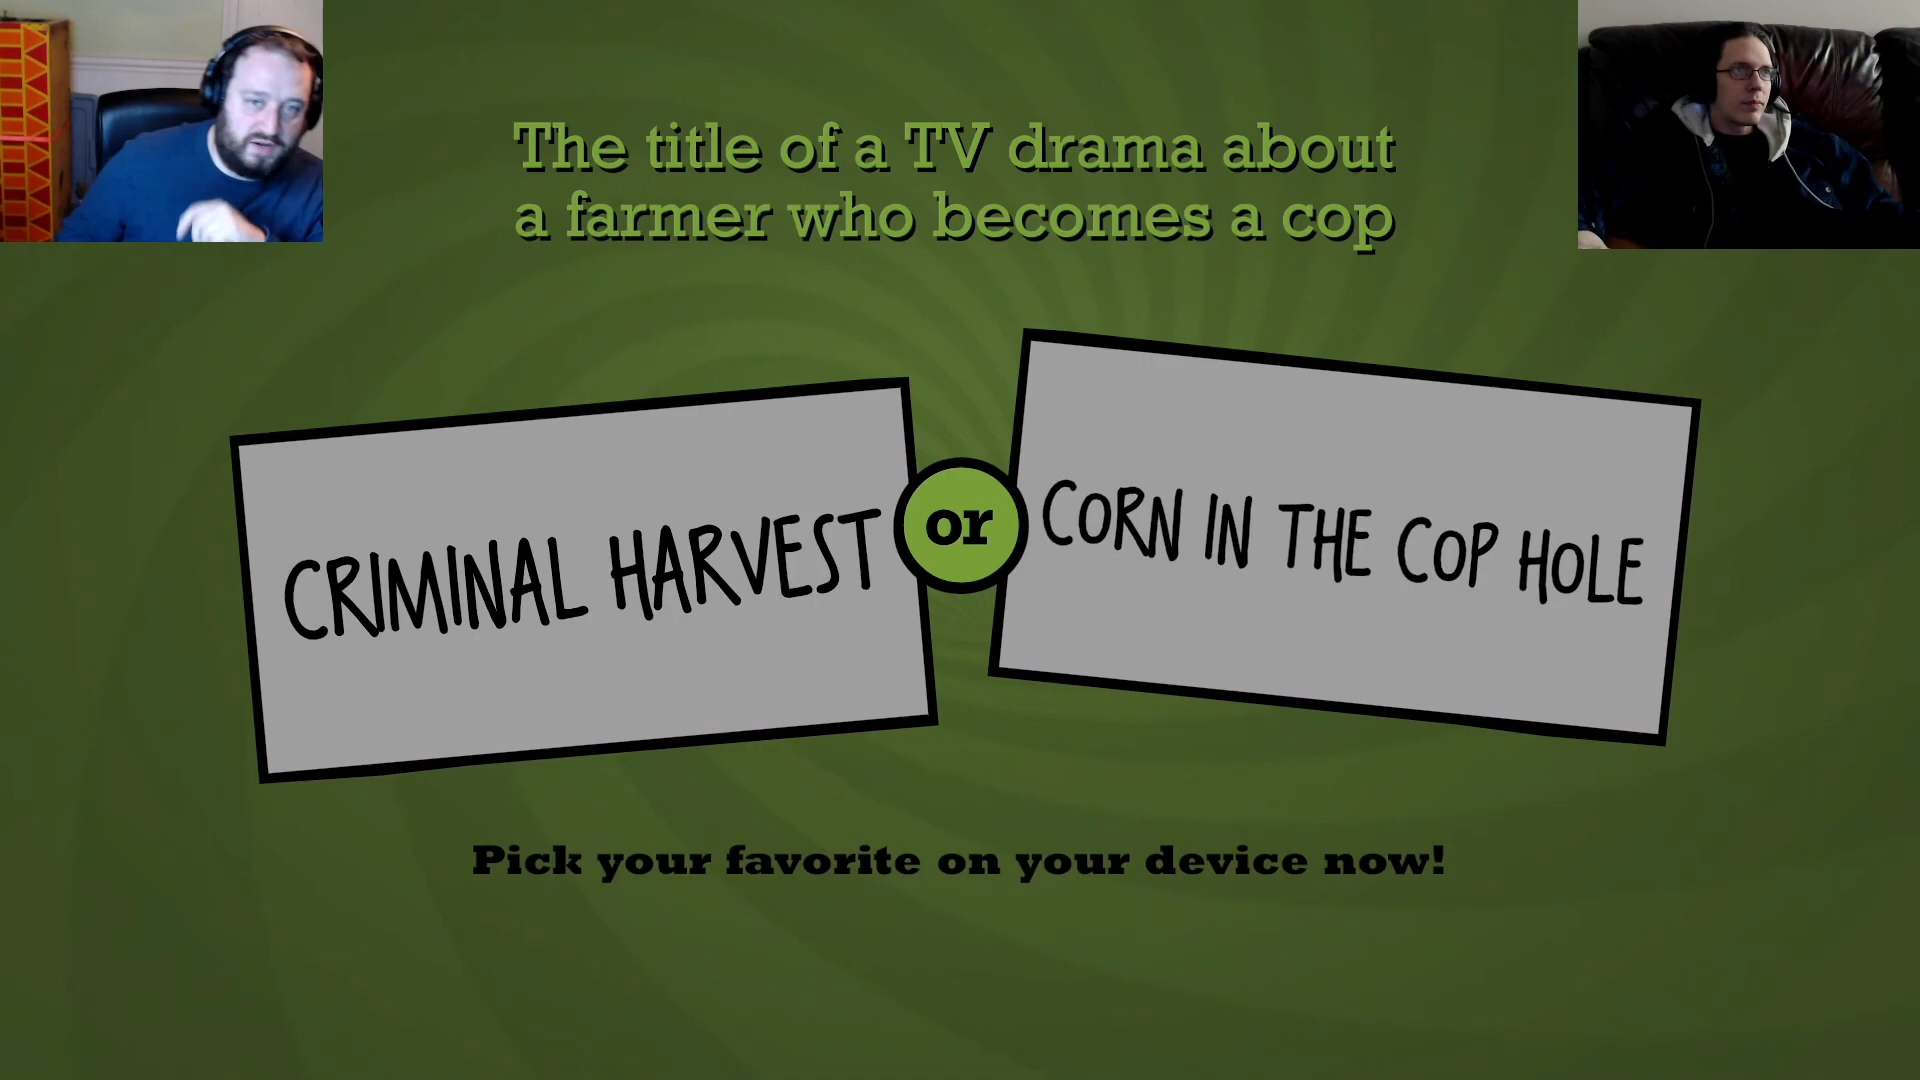 The title of a TV drama about
a farmer who becomes a cop
CRIMINAL HARVEST
or
CORN IN THE COP HOLE
Pick your favorite on your device now!